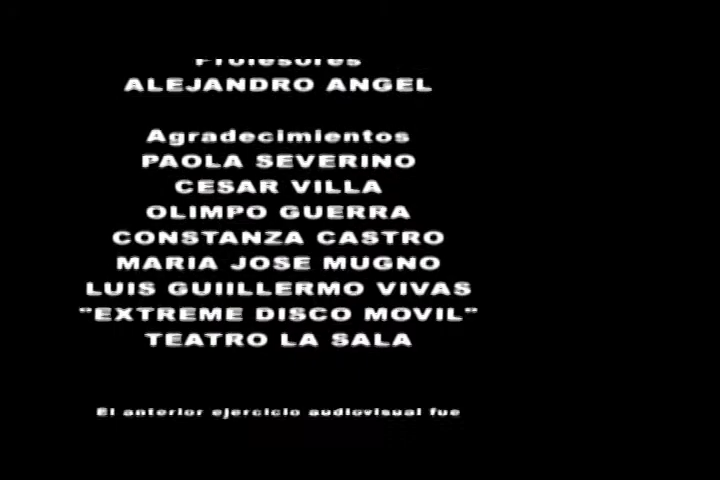 Profesores
ALEJANDRO ANGEL
Agradecimientos
PAOLA SEVERINO
CESAR VILLA
OLIMPO GUERRA
CONSTANZA CASTRO
MARIA JOSE MUGNO
LUIS GUIILLERMO VIVAS
"EXTREME DISCO MOVIL"
TEATRO LA SALA
El anterior ejercicio audiovisual fue